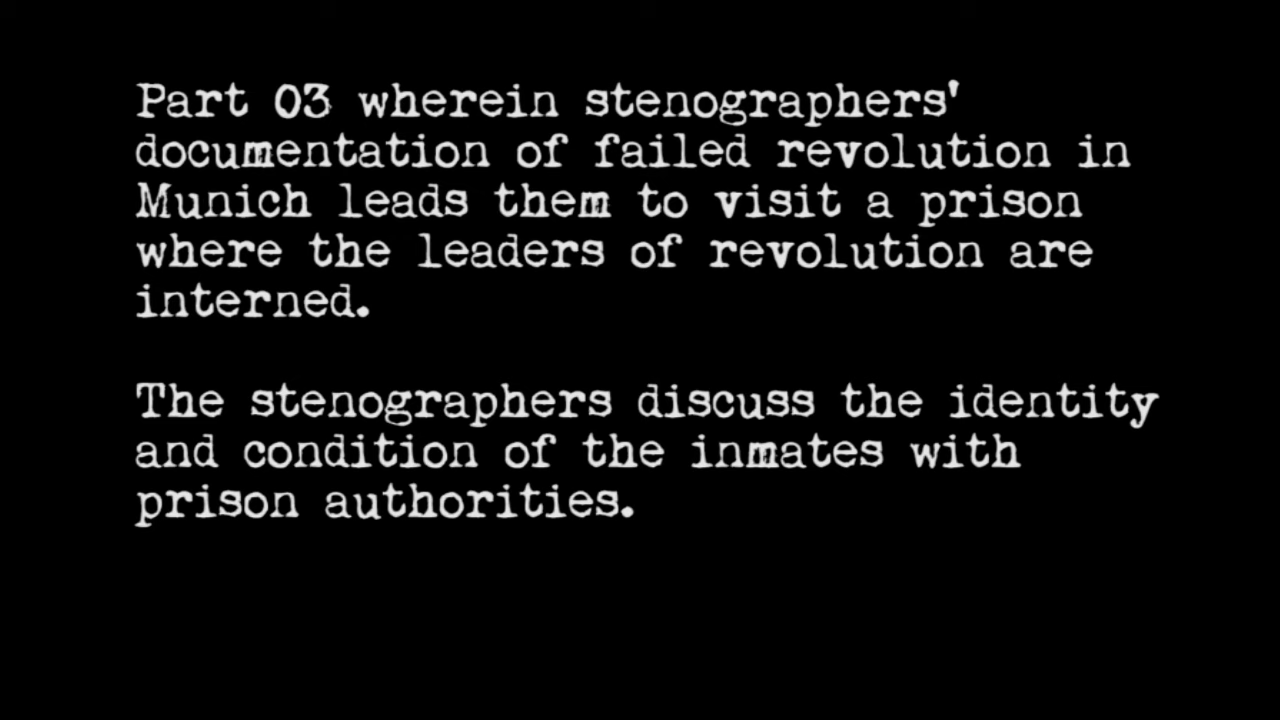 Part 03 wherein stenographers'
documentation of failed revolution in
Munich leads them to visit a prison
where the leaders of revolution are
interned.
The stenographers discuss the identity
and condition of the inmates with
prison authorities.